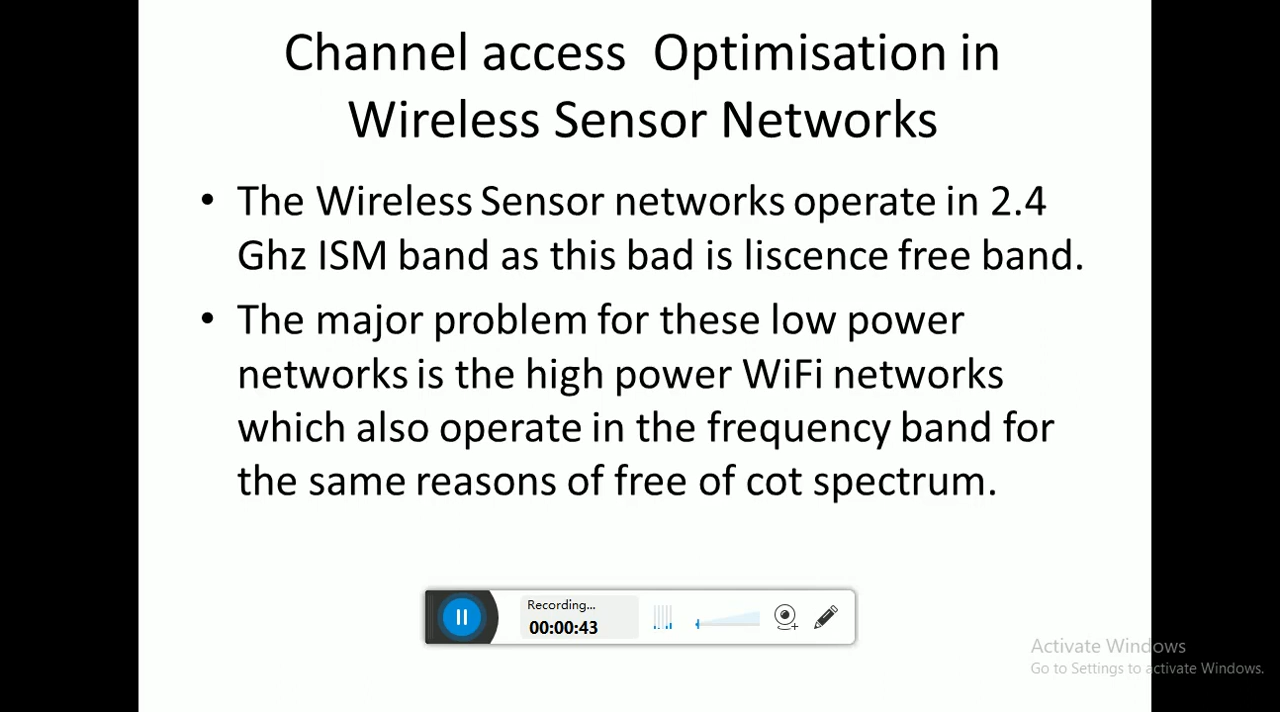 Channel access Optimisation in
Wireless Sensor Networks
• The Wireless Sensor networks operate in 2.4
Ghz ISM band as this bad is liscence free band.
• The major problem for these low power
networks is the high power WiFi networks
which also operate in the frequency band for
the same reasons of free of cot spectrum.
Recording...
00:00:43
Activate Windows
Go to Settings to activate Windows.